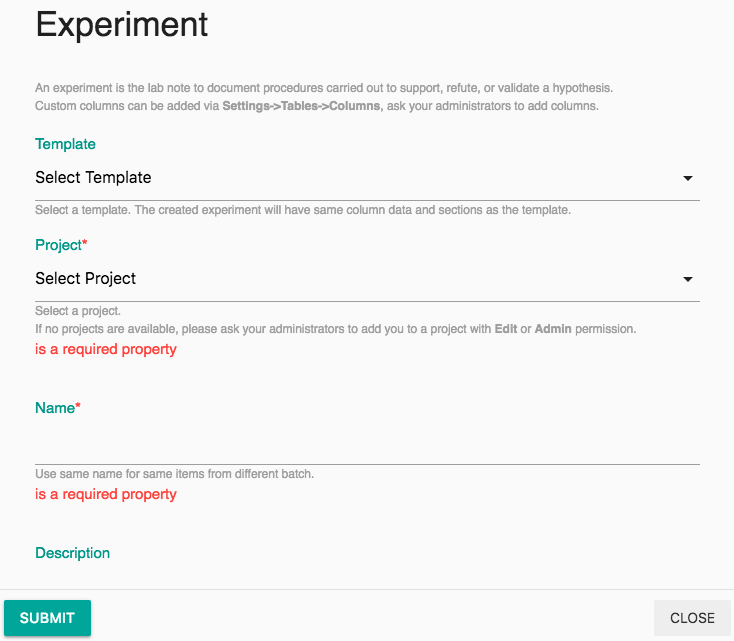 Experiment
An experiment is the lab note to document procedures carried out to support, refute, or validate a hypothesis.
Custom columns can be added via Settings->Tables->Columns, ask your administrators to add columns.
Template
Select Template
Select a template. The created experiment will have same column data and sections as the template.
Project*
Select Project
Select a project.
If no projects are available, please ask your administrators to add you to a project with Edit or Admin permission.
is a required property
Name*
Use same name for same items from different batch.
is a required property
Description
SUBMIT
CLOSE